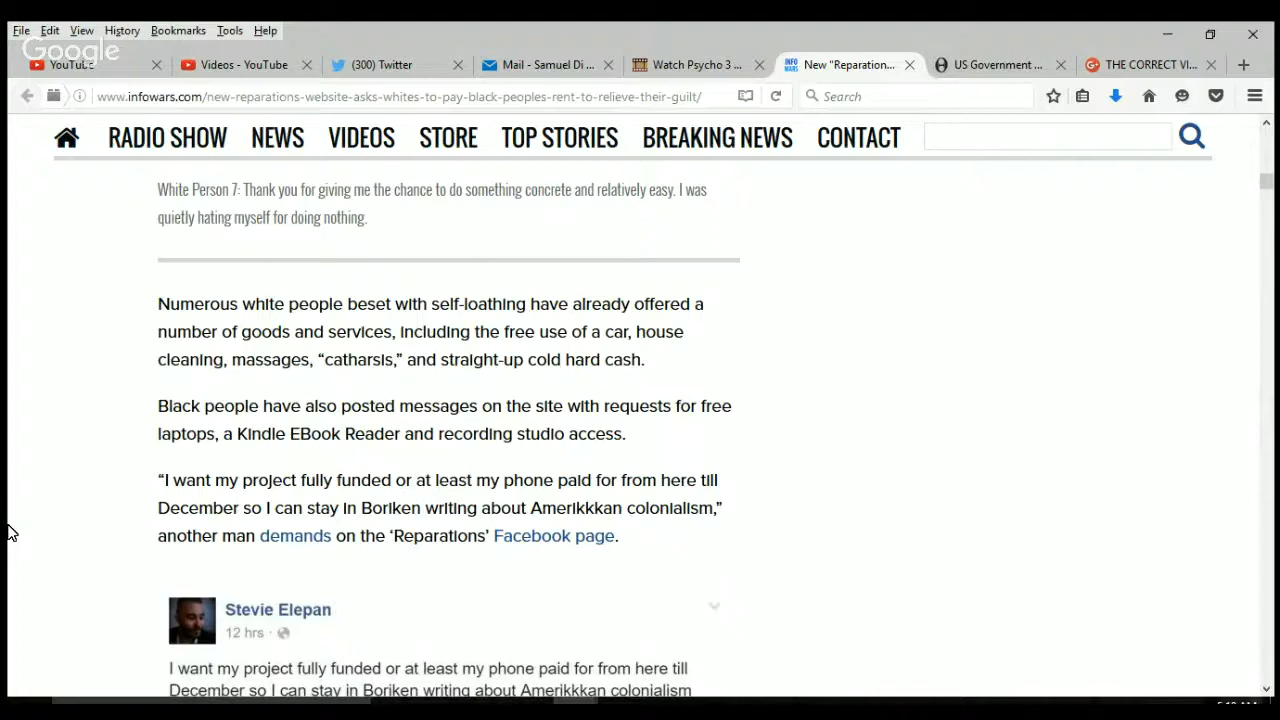 File Edit View History Bookmarks Tools Help
Google
YouTube
Videos - YouTube
(300) Twitter
Mail - Samuel Di ...
Watch Psycho 3 ...
INFO WARS New "Reparation...
US Government ...
THE CORRECT VI...
www.infowars.com/new-reparations-website-asks-whites-to-pay-black-peoples-rent-to-relieve-their-guilt/
Search
RADIO SHOW NEWS VIDEOS STORE TOP STORIES BREAKING NEWS CONTACT
White Person 7: Thank you for giving me the chance to do something concrete and relatively easy. I was
quietly hating myself for doing nothing.
Numerous white people beset with self-loathing have already offered a
number of goods and services, including the free use of a car, house
cleaning, massages, “catharsis,” and straight-up cold hard cash.
Black people have also posted messages on the site with requests for free
laptops, a Kindle EBook Reader and recording studio access.
“I want my project fully funded or at least my phone paid for from here till
December so I can stay in Boriken writing about Amerikkkan colonialism,”
another man demands on the ‘Reparations’ Facebook page.
Stevie Elepan
12 hrs ·
I want my project fully funded or at least my phone paid for from here till
December so I can stay in Boriken writing about Amerikkkan colonialism